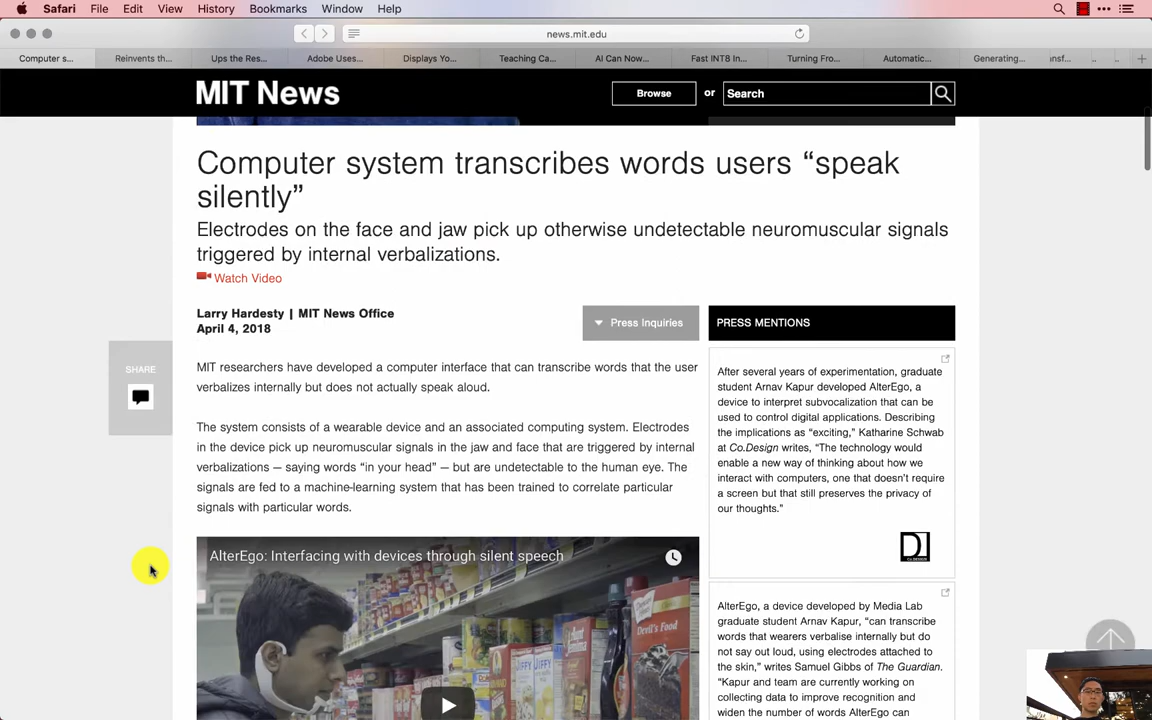 Safari File Edit View History Bookmarks Window Help
news.mit.edu
Computer s... Reinvents th... Ups the Res... Adobe Uses... Displays Yo... Teaching Ca... AI Can Now... Fast INT8 In... Turning Fro... Automatic... Generating... ansf... .. ..
MIT News
Browse or Search
Computer system transcribes words users “speak
silently”
Electrodes on the face and jaw pick up otherwise undetectable neuromuscular signals
triggered by internal verbalizations.
Watch Video
Larry Hardesty | MIT News Office
April 4, 2018
Press Inquiries
SHARE
MIT researchers have developed a computer interface that can transcribe words that the user
verbalizes internally but does not actually speak aloud.
The system consists of a wearable device and an associated computing system. Electrodes
in the device pick up neuromuscular signals in the jaw and face that are triggered by internal
verbalizations — saying words “in your head” — but are undetectable to the human eye. The
signals are fed to a machine-learning system that has been trained to correlate particular
signals with particular words.
AlterEgo: Interfacing with devices through silent speech
JIFFY JIFFY
Devil's Food
PRESS MENTIONS
After several years of experimentation, graduate
student Arnav Kapur developed AlterEgo, a
device to interpret subvocalization that can be
used to control digital applications. Describing
the implications as “exciting,” Katharine Schwab
at Co.Design writes, “The technology would
enable a new way of thinking about how we
interact with computers, one that doesn’t require
a screen but that still preserves the privacy of
our thoughts.”
AlterEgo, a device developed by Media Lab
graduate student Arnav Kapur, “can transcribe
words that wearers verbalise internally but do
not say out loud, using electrodes attached to
the skin,” writes Samuel Gibbs of The Guardian.
“Kapur and team are currently working on
collecting data to improve recognition and
widen the number of words AlterEgo can